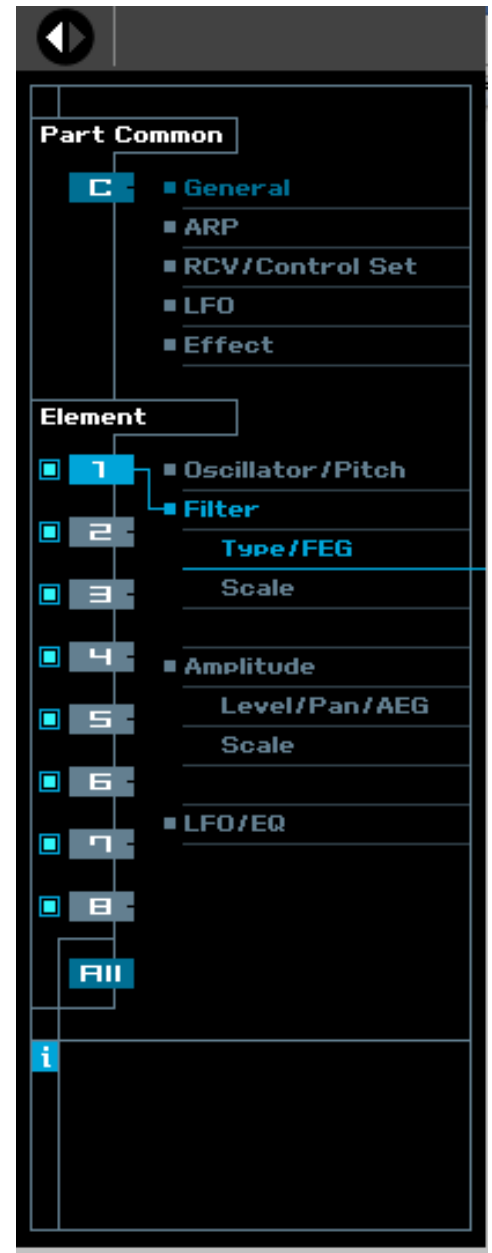 Part Common
C
General
ARP
RCV/Control Set
LFO
Effect
Element
1
Oscillator/Pitch
Filter
2
Type/FEG
3
Scale
4
Amplitude
Level/Pan/AEG
5
Scale
6
7
LFO/EQ
8
All
i